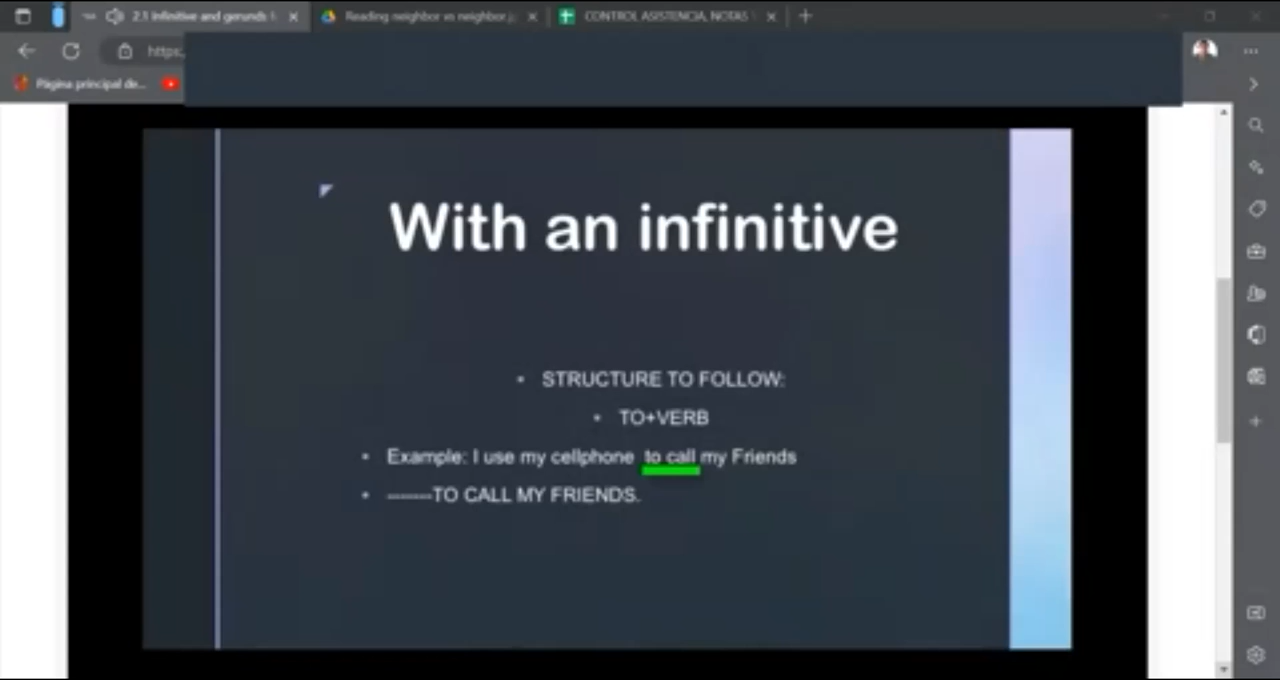 2.1 Infinitive and gerunds
Reading neighbor vs neighbor
CONTROL ASISTENCIA, NOTAS
https:
Página principal de...
With an infinitive
STRUCTURE TO FOLLOW:
TO+VERB
Example: I use my cellphone to call my Friends
--------TO CALL MY FRIENDS.